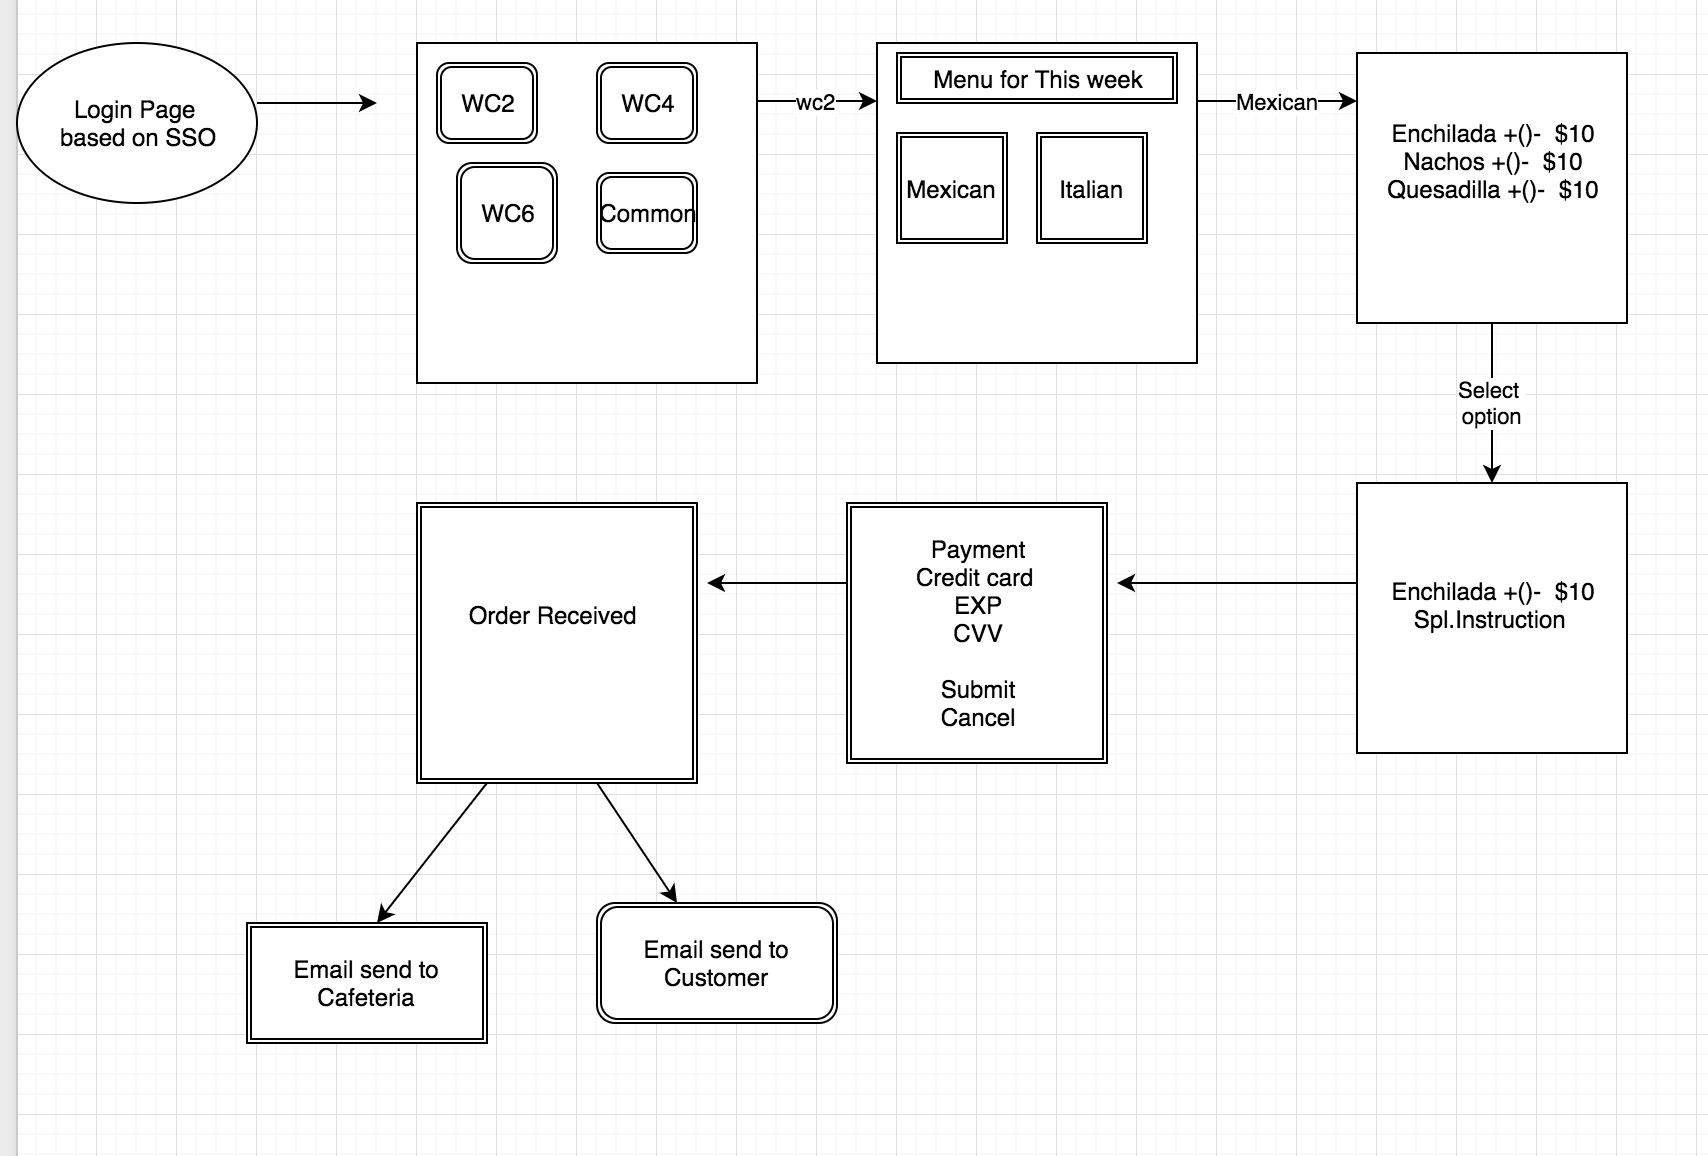 Login Page
based on SSO
WC2
WC4
WC6
Common
wc2
Menu for This week
Mexican
Italian
Mexican
Enchilada +()-  $10
Nachos +()-  $10
Quesadilla +()-  $10
Select
option
Enchilada +()-  $10
Spl.Instruction
Payment
Credit card
EXP
CVV
Submit
Cancel
Order Received
Email send to
Cafeteria
Email send to
Customer